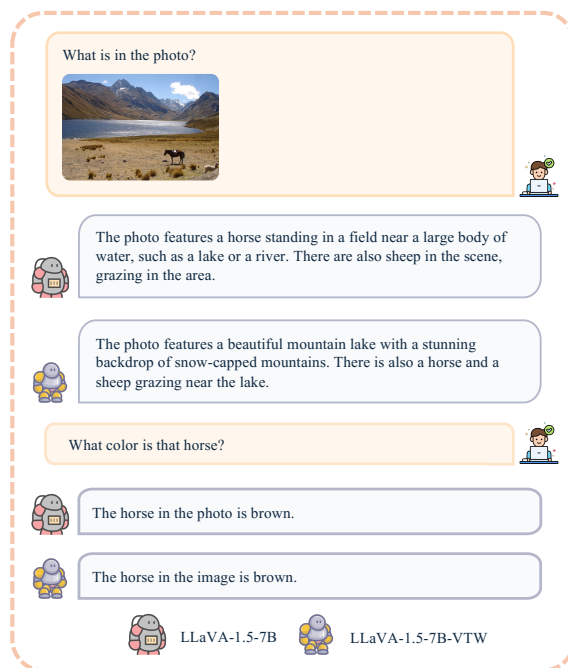 What is in the photo?
The photo features a horse standing in a field near a large body of
water, such as a lake or a river. There are also sheep in the scene,
grazing in the area.
The photo features a beautiful mountain lake with a stunning
backdrop of snow-capped mountains. There is also a horse and a
sheep grazing near the lake.
What color is that horse?
The horse in the photo is brown.
The horse in the image is brown.
LLaVA-1.5-7B
LLaVA-1.5-7B-VTW